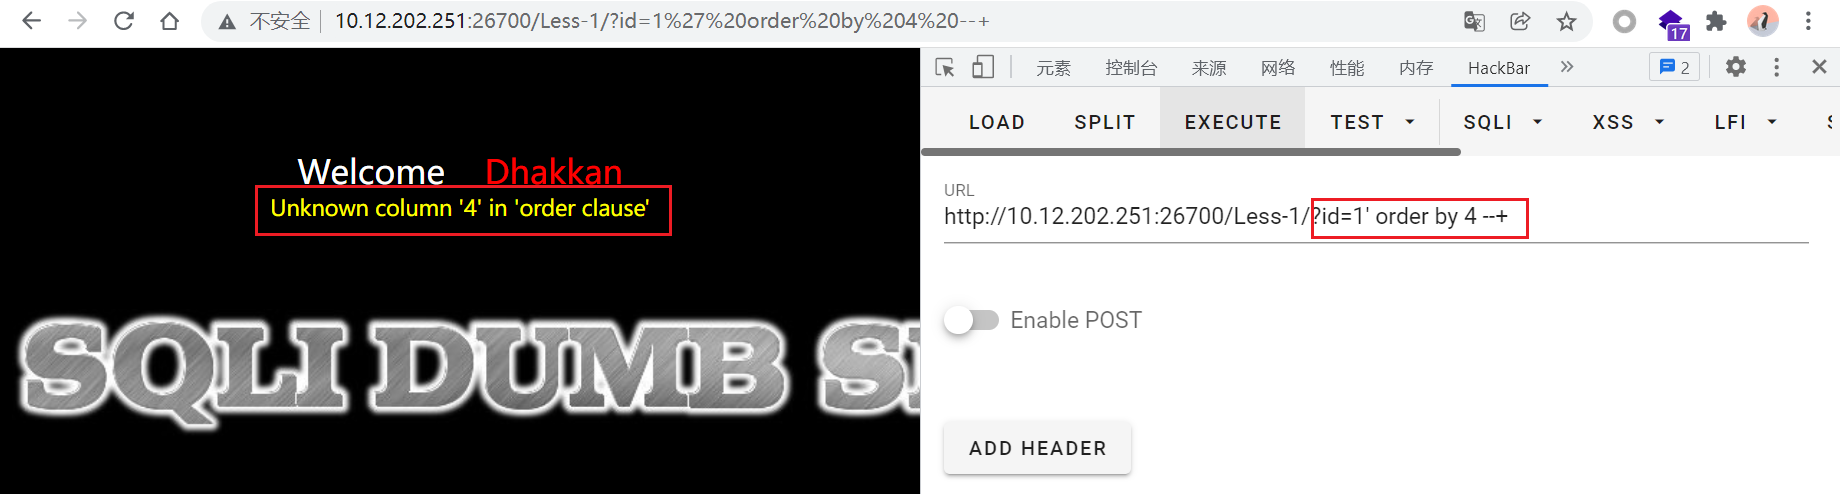 不安全 10.12.202.251:26700/Less-1/?id=1%27%20order%20by%204%20--+
17
元素 控制台 来源 网络 性能 内存 HackBar 2
LOAD SPLIT EXECUTE TEST SQLI XSS LFI
Welcome Dhakkan
Unknown column '4' in 'order clause'
URL
http://10.12.202.251:26700/Less-1/?id=1' order by 4 --+
Enable POST
SQLI DUMB
ADD HEADER